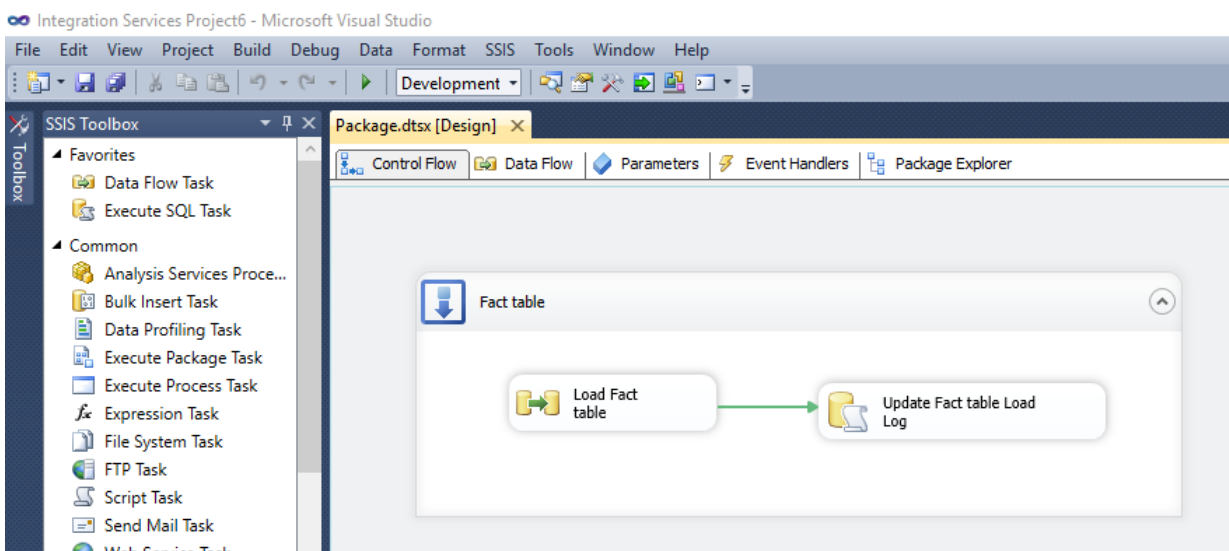 Integration Services Project6 - Microsoft Visual Studio
File Edit View Project Build Debug Data Format SSIS Tools Window Help
Development
Toolbox
SSIS Toolbox
Package.dtsx [Design]
Control Flow Data Flow Parameters Event Handlers Package Explorer
Favorites
Data Flow Task
Execute SQL Task
Common
Analysis Services Proce...
Bulk Insert Task
Data Profiling Task
Execute Package Task
Execute Process Task
fx Expression Task
File System Task
FTP Task
Script Task
Send Mail Task
Fact table
Load Fact
table
Update Fact table Load
Log